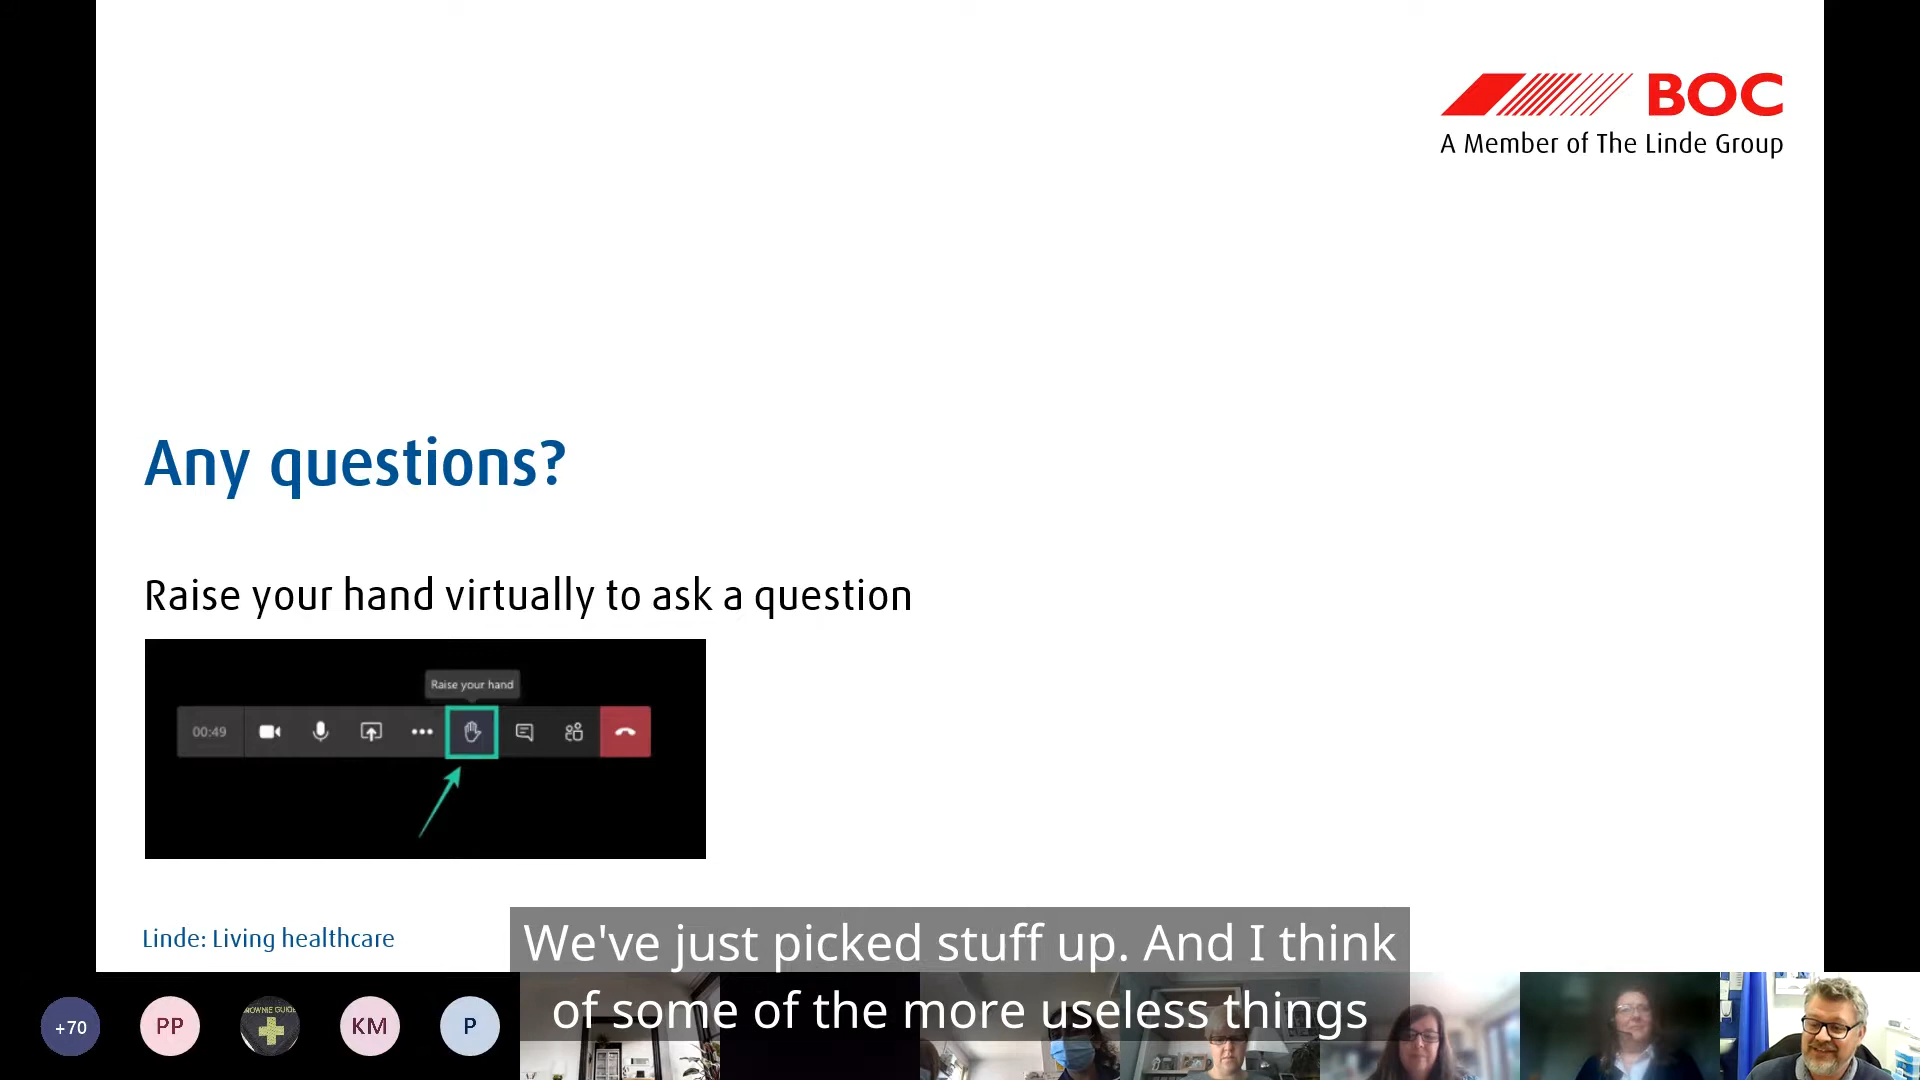 BOC
A Member of The Linde Group
Any questions?
Raise your hand virtually to ask a question
Raise your hand
00:49
Linde: Living healthcare
We've just picked stuff up. And I think
of some of the more useless things
+70
PP
BROWNIE GUIDE
KM
P